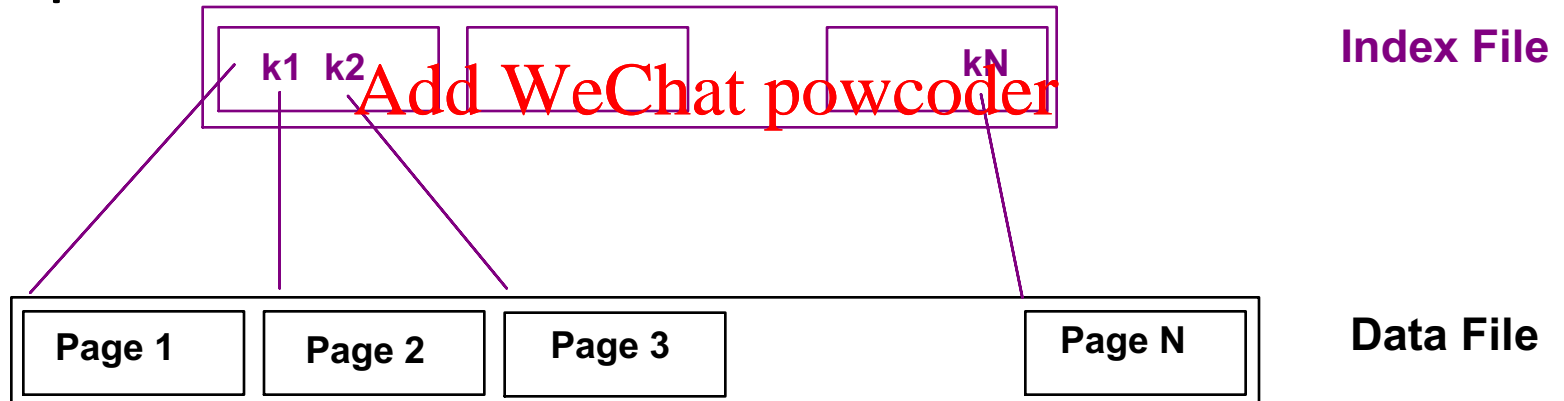 k1 k2 kN Index File
Add WeChat powcoder
Page 1 Page 2 Page 3 Page N Data File